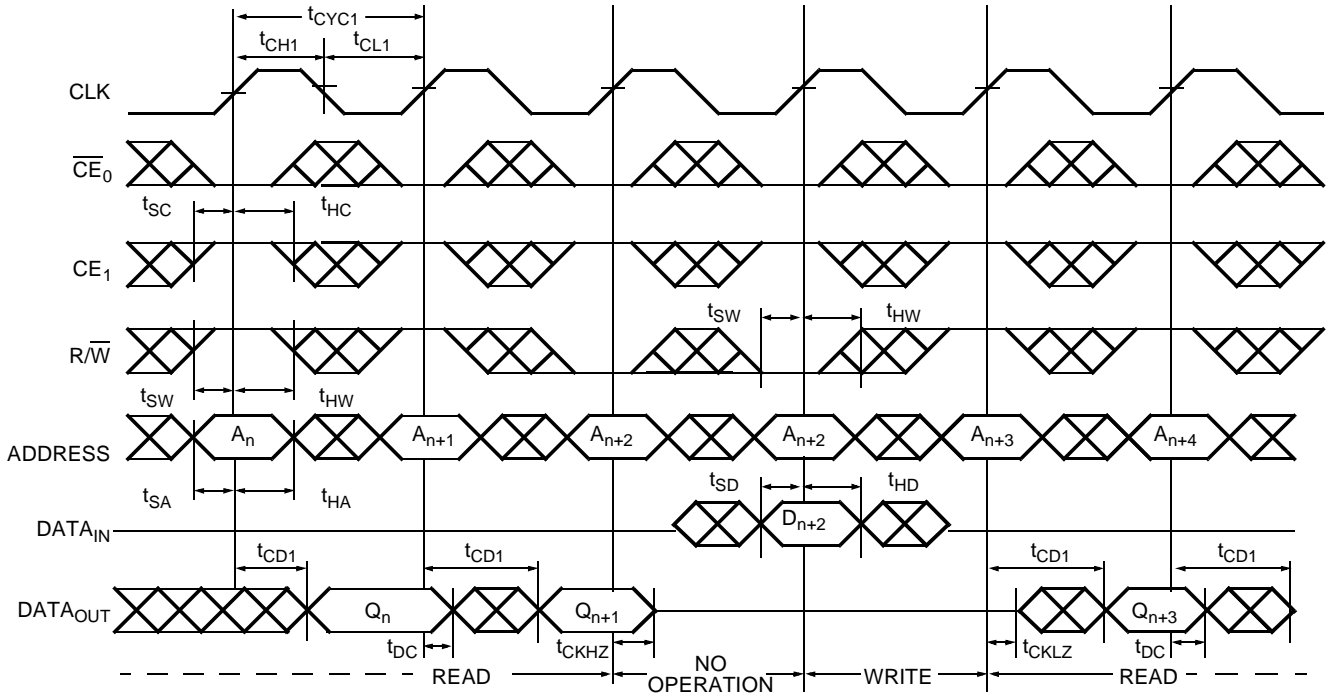 tCYC1
tCH1 tCL1
CLK
CE0
tSC tHC
CE1
tSW tHW
R/W
tSW tHW
An An+1 An+2 An+2 An+3 An+4
ADDRESS
tSA tHA tSD tHD
DATAIN Dn+2
tCD1 tCD1 tCD1 tCD1
DATAOUT Qn Qn+1 Qn+3
tDC tCKHZ tCKLZ tDC
READ NO OPERATION WRITE READ